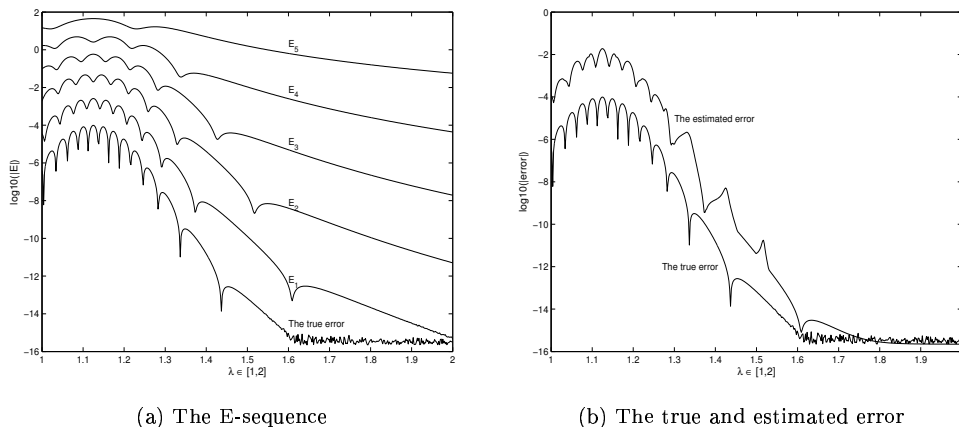 2
0
−2
−4
−6
−8
−10
−12
−14
−16
log10(|E|)
E5
E4
E3
E2
E1
The true error
1 1.1 1.2 1.3 1.4 1.5 1.6 1.7 1.8 1.9 2
λ ∈ [1,2]
(a) The E-sequence
0
−2
−4
−6
−8
−10
−12
−14
−16
log10(|error|)
The estimated error
The true error
1 1.1 1.2 1.3 1.4 1.5 1.6 1.7 1.8 1.9 2
λ ∈ [1,2]
(b) The true and estimated error